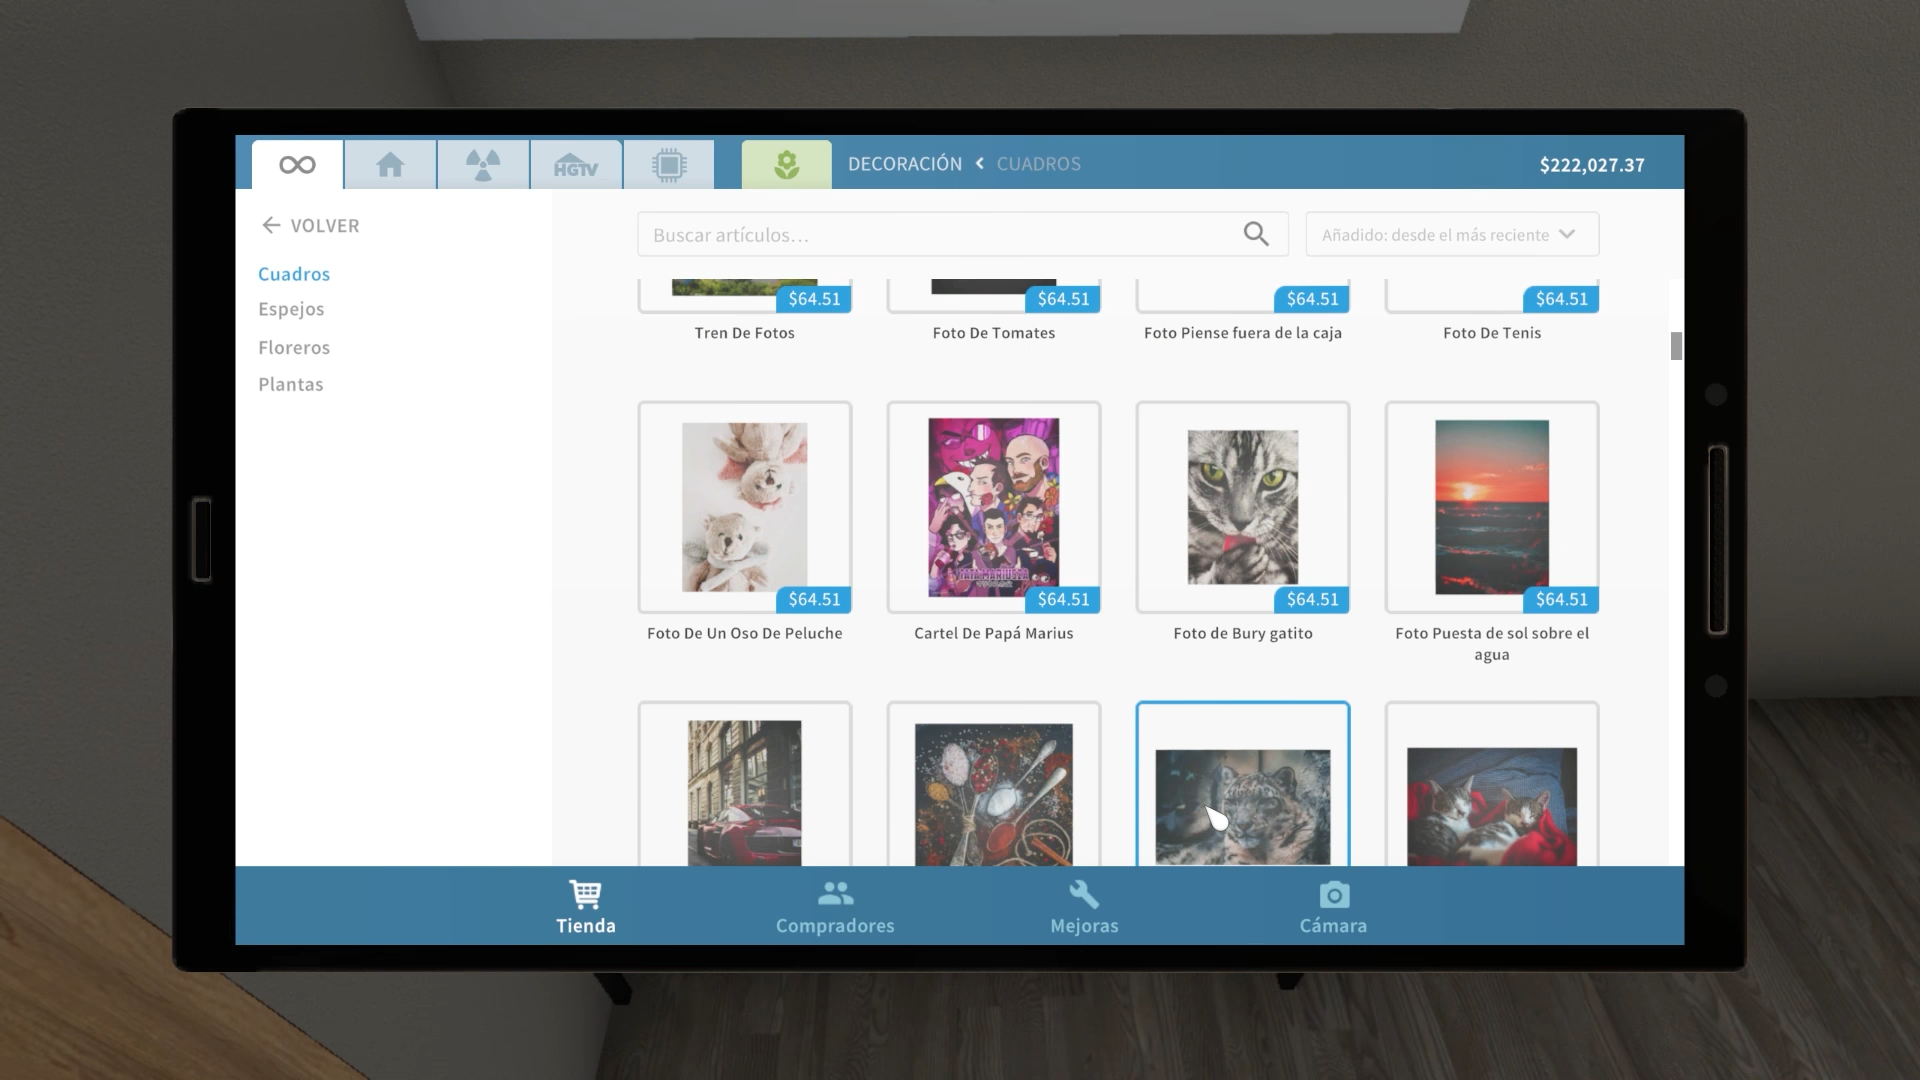 HGTV
DECORACIÓN
CUADROS
$222,027.37
VOLVER
Buscar artículos...
Añadido: desde el más reciente
Cuadros
Espejos
Floreros
Plantas
$64.51
$64.51
$64.51
$64.51
Tren De Fotos
Foto De Tomates
Foto Piense fuera de la caja
Foto De Tenis
TATA MARIUSZA
$64.51
$64.51
$64.51
$64.51
Foto De Un Oso De Peluche
Cartel De Papá Marius
Foto de Bury gatito
Foto Puesta de sol sobre el
agua
Tienda
Compradores
Mejoras
Cámara